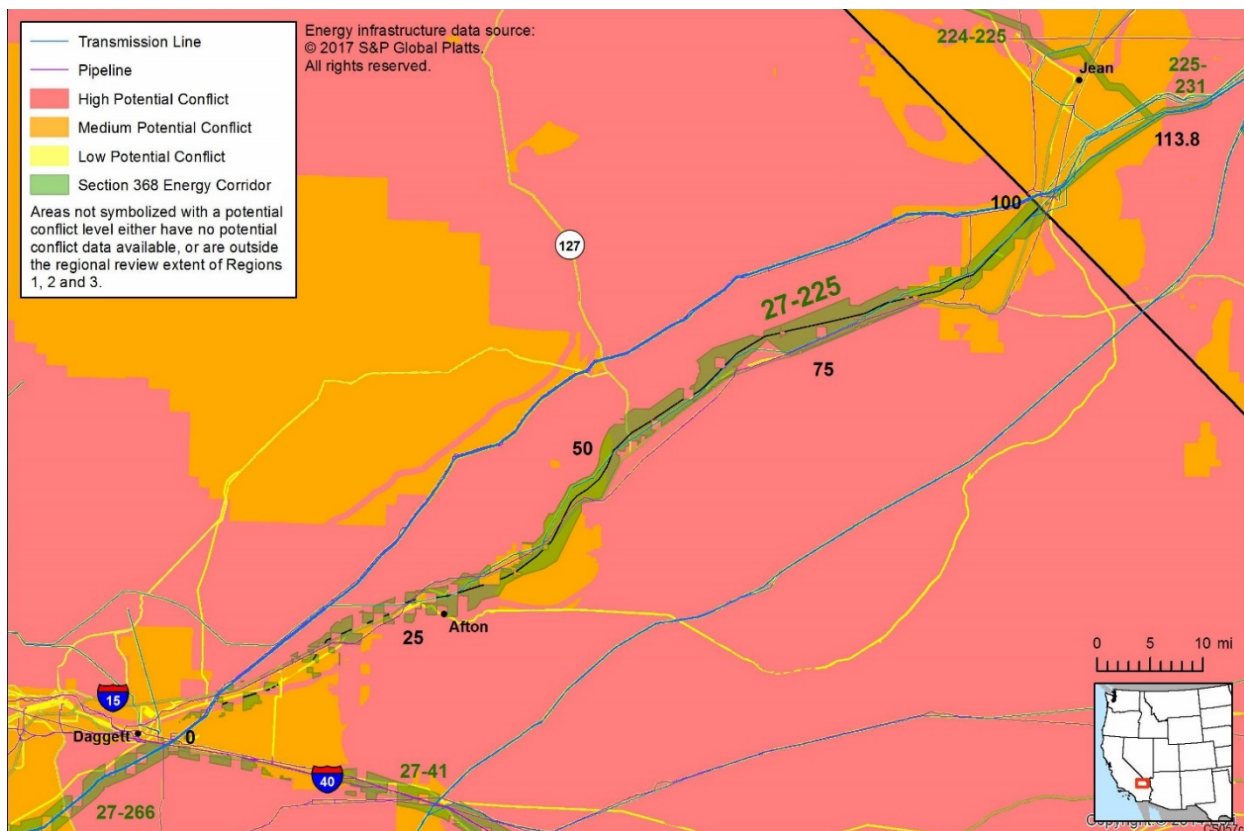 Transmission Line
Pipeline
High Potential Conflict
Medium Potential Conflict
Low Potential Conflict
Section 368 Energy Corridor
Areas not symbolized with a potential
conflict level either have no potential
conflict data available, or are outside
the regional review extent of Regions
1, 2 and 3.
Energy infrastructure data source:
© 2017 S&P Global Platts.
All rights reserved.
224-225
Jean
225-
231
113.8
100
127
27-225
75
50
25
Afton
15
Daggett
0
40
27-41
27-266
0 5 10 mi
Copyright:© 2014
CS057c